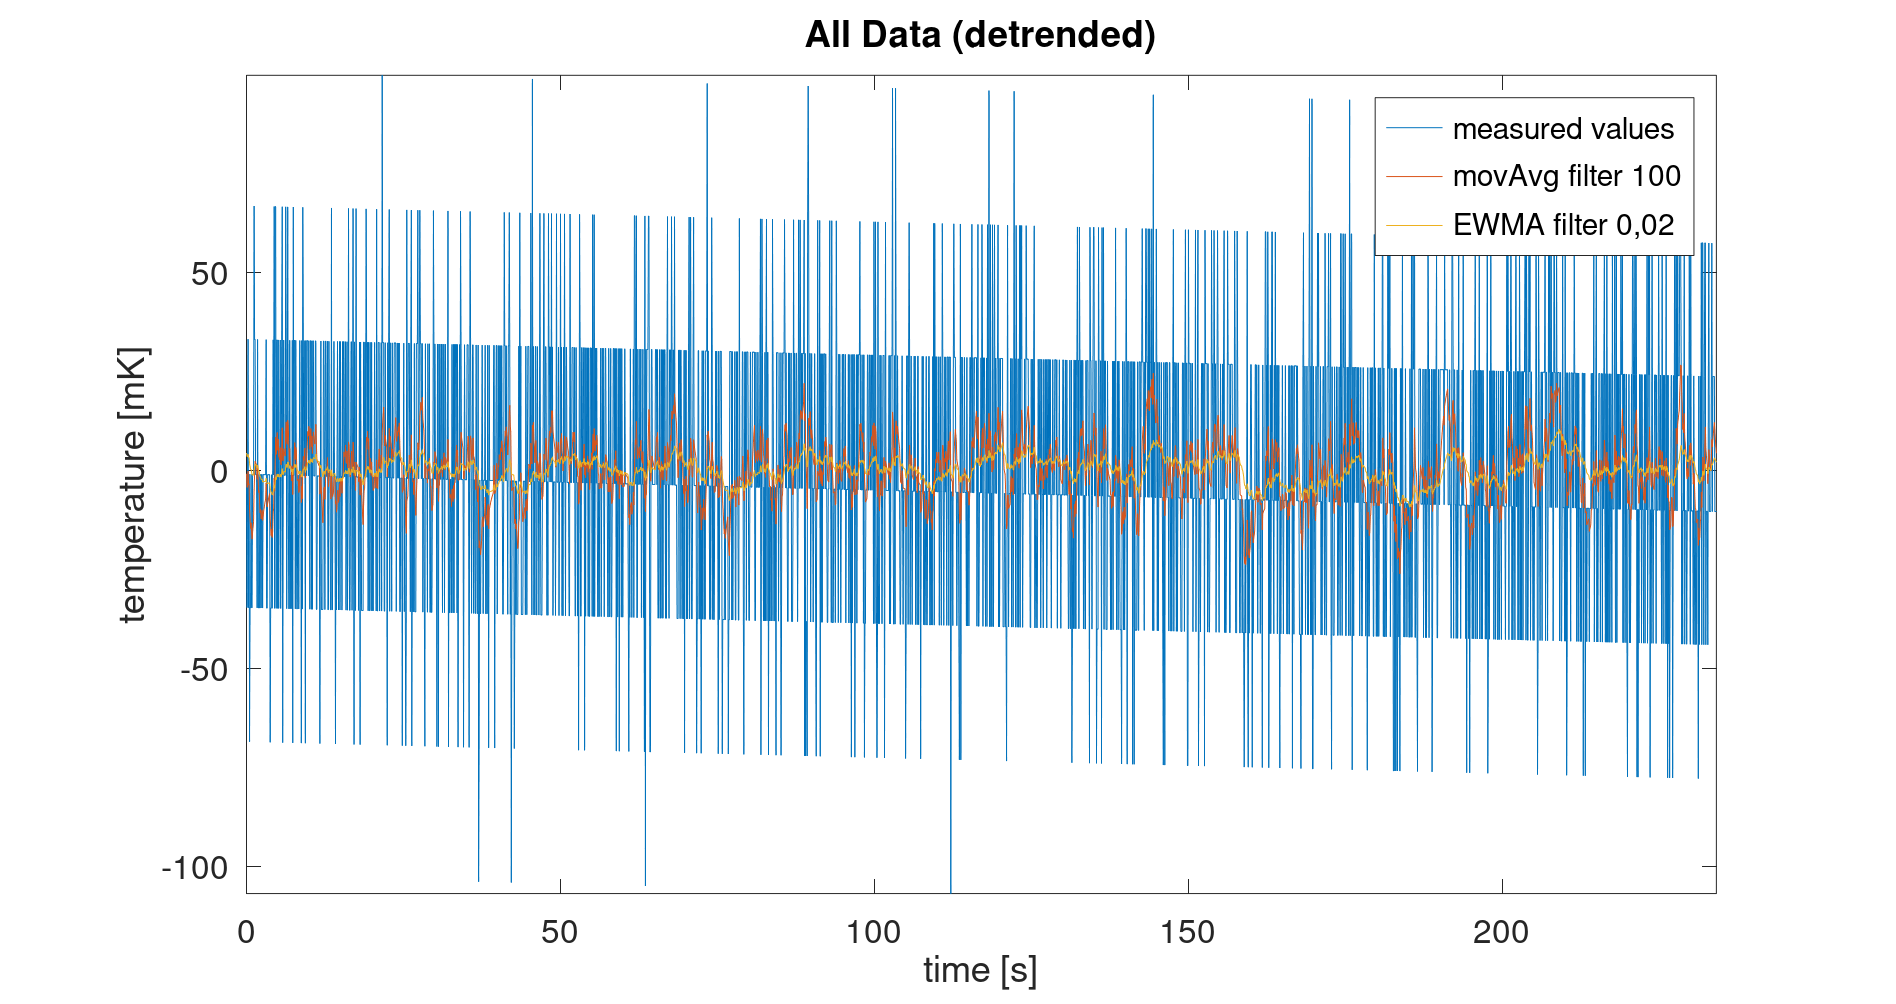 All Data (detrended)
measured values
movAvg filter 100
EWMA filter 0,02
temperature [mK]
50
0
-50
-100
0
50
100
150
200
time [s]